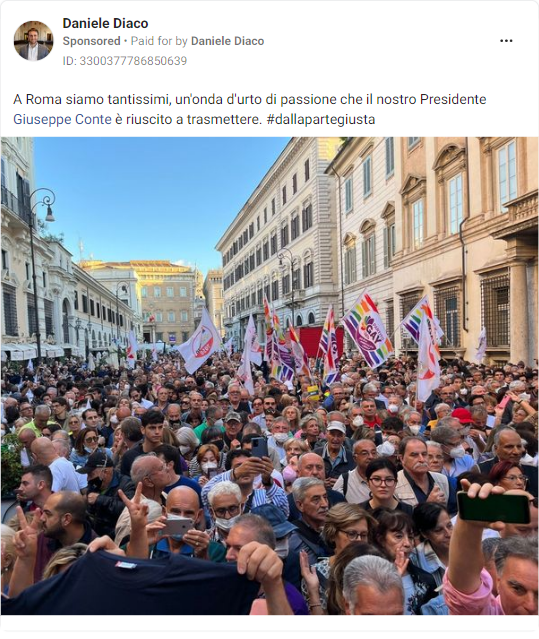 Daniele Diaco
Sponsored • Paid for by Daniele Diaco
ID: 3300377786850639
A Roma siamo tantissimi, un'onda d'urto di passione che il nostro Presidente
Giuseppe Conte è riuscito a trasmettere. #dallapartegiusta
GAY